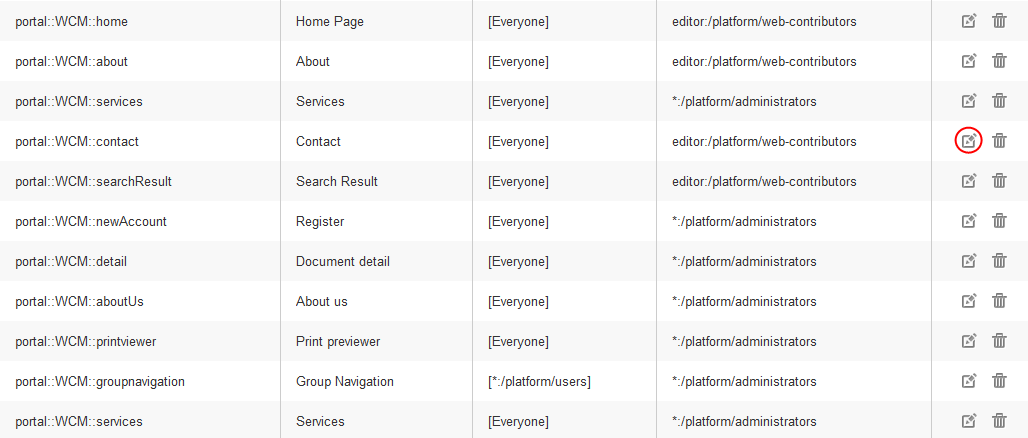 portal::WCM::home Home Page [Everyone] editor:/platform/web-contributors
portal::WCM::about About [Everyone] editor:/platform/web-contributors
portal::WCM::services Services [Everyone] *:/platform/administrators
portal::WCM::contact Contact [Everyone] editor:/platform/web-contributors
portal::WCM::searchResult Search Result [Everyone] editor:/platform/web-contributors
portal::WCM::newAccount Register [Everyone] *:/platform/administrators
portal::WCM::detail Document detail [Everyone] *:/platform/administrators
portal::WCM::aboutUs About us [Everyone] *:/platform/administrators
portal::WCM::printviewer Print previewer [Everyone] *:/platform/administrators
portal::WCM::groupnavigation Group Navigation [*:/platform/users] *:/platform/administrators
portal::WCM::services Services [Everyone] *:/platform/administrators